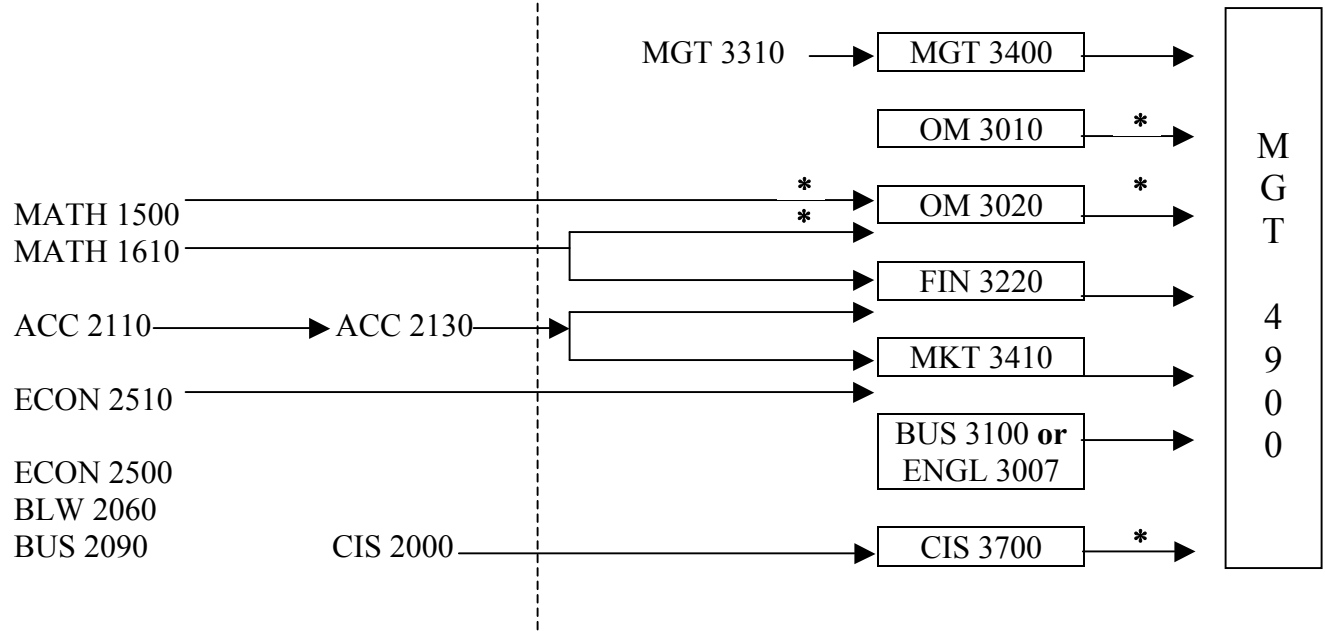 MGT 3310 MGT 3400
OM 3010 *
* OM 3020 *
MATH 1500 *
MATH 1610
FIN 3220
ACC 2110 ACC 2130
MKT 3410
ECON 2510
BUS 3100 or
ENGL 3007
ECON 2500
BLW 2060
BUS 2090 CIS 2000 CIS 3700 *
M
G
T
4
9
0
0